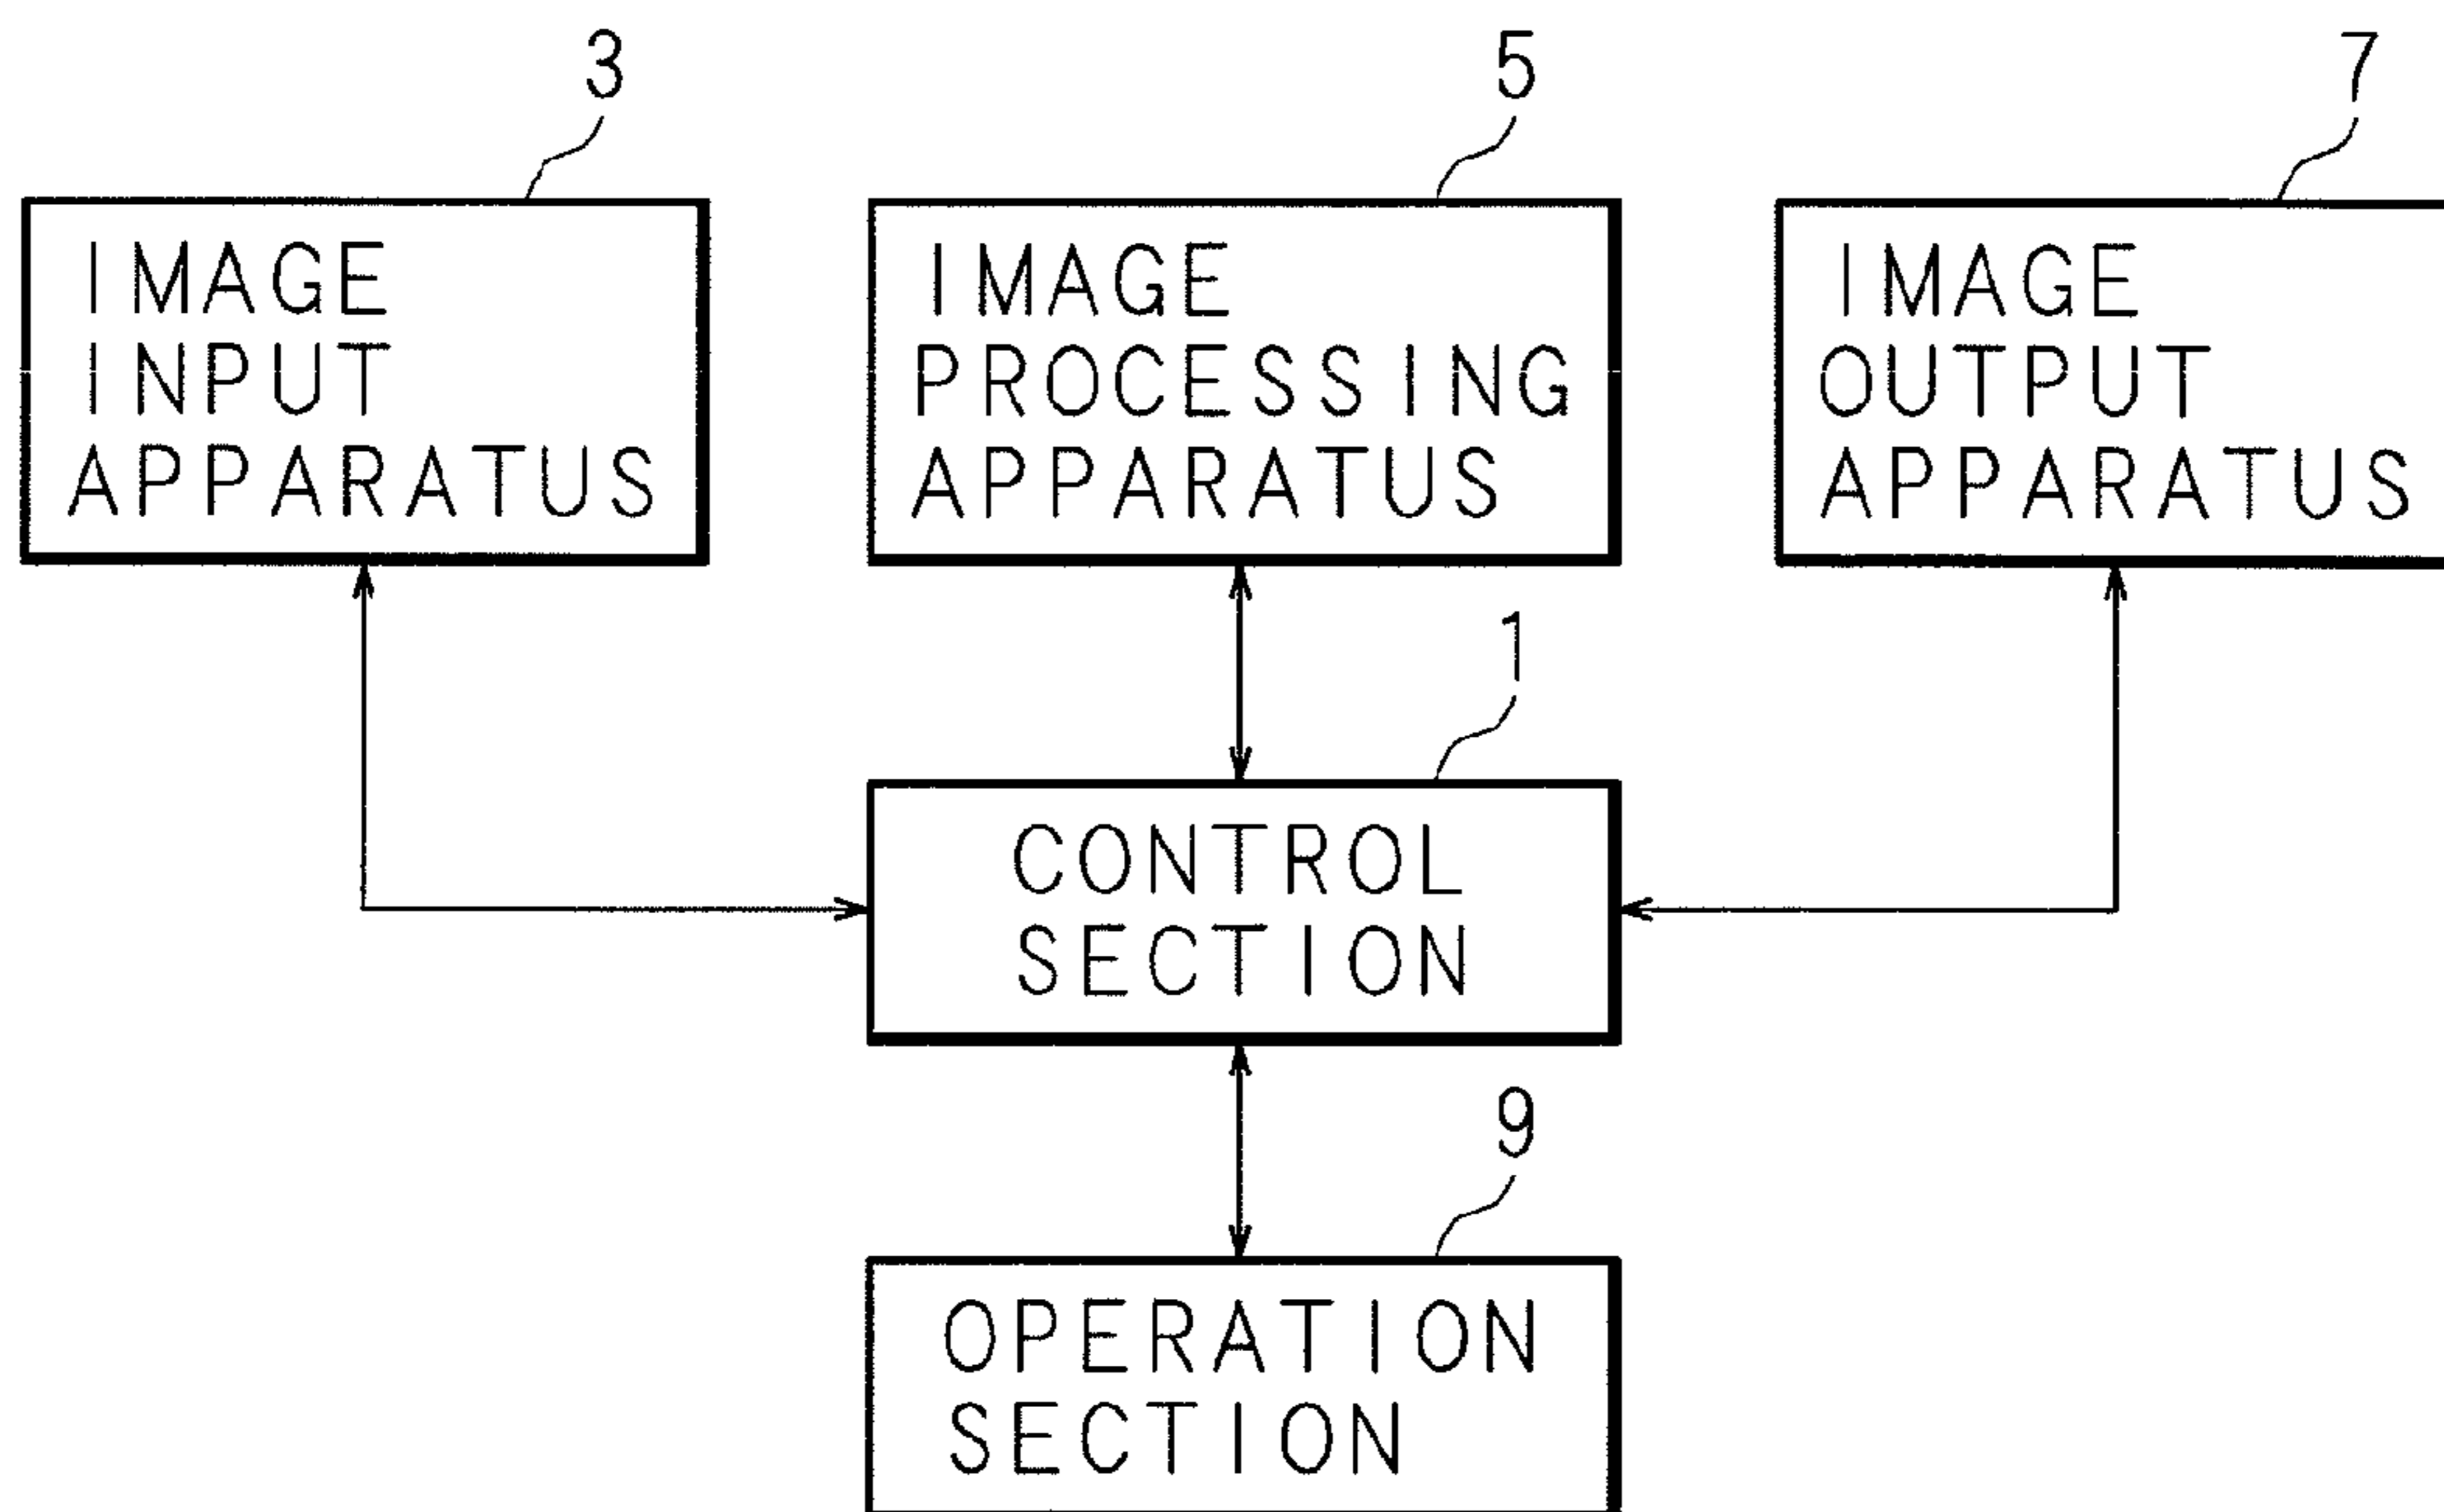 3
IMAGE
INPUT
APPARATUS
5
IMAGE
PROCESSING
APPARATUS
7
IMAGE
OUTPUT
APPARATUS
1
CONTROL
SECTION
9
OPERATION
SECTION